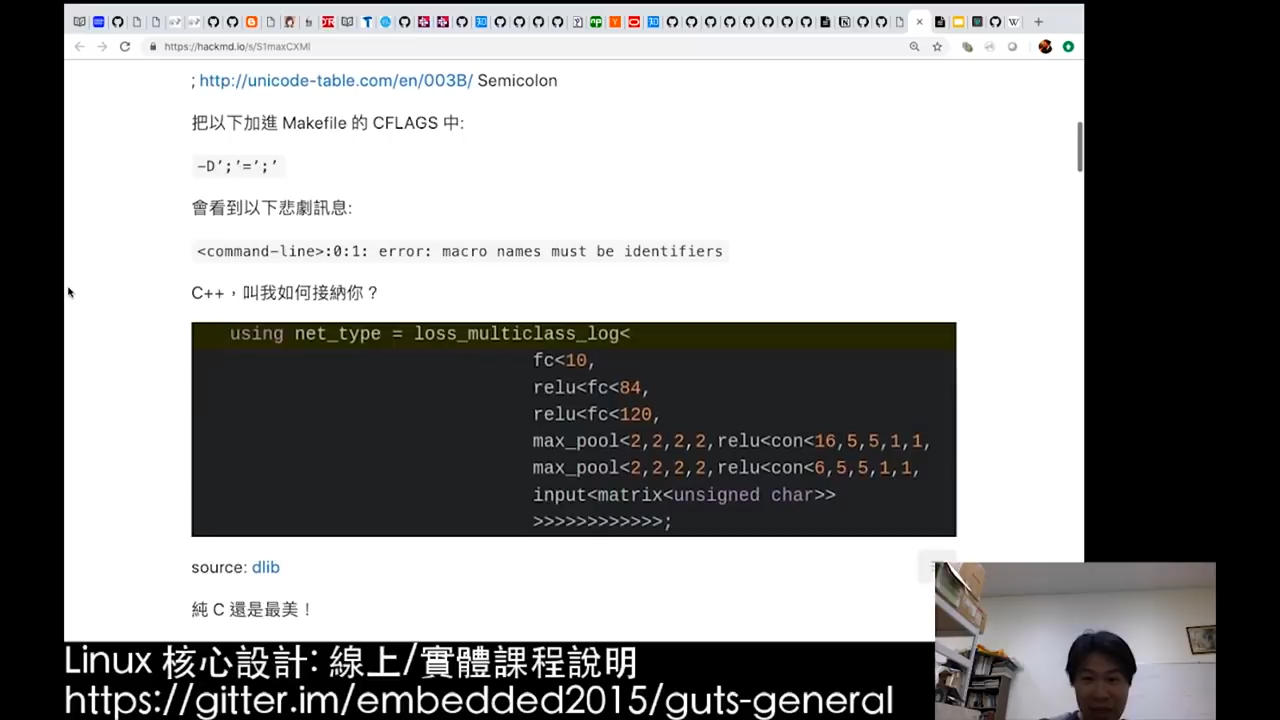 https://hackmd.io/s/S1maxCXMl
; http://unicode-table.com/en/003B/ Semicolon
把以下加進 Makefile 的 CFLAGS 中:
-D’;’=’;’
會看到以下悲劇訊息:
<command-line>:0:1: error: macro names must be identifiers
C++，叫我如何接納你？
using net_type = loss_multiclass_log<
fc<10,
relu<fc<84,
relu<fc<120,
max_pool<2,2,2,2,relu<con<16,5,5,1,1,
max_pool<2,2,2,2,relu<con<6,5,5,1,1,
input<matrix<unsigned char>>
>>>>>>>>>>>>;
source: dlib
純 C 還是最美！
Linux 核心設計: 線上/實體課程說明
https://gitter.im/embedded2015/guts-general